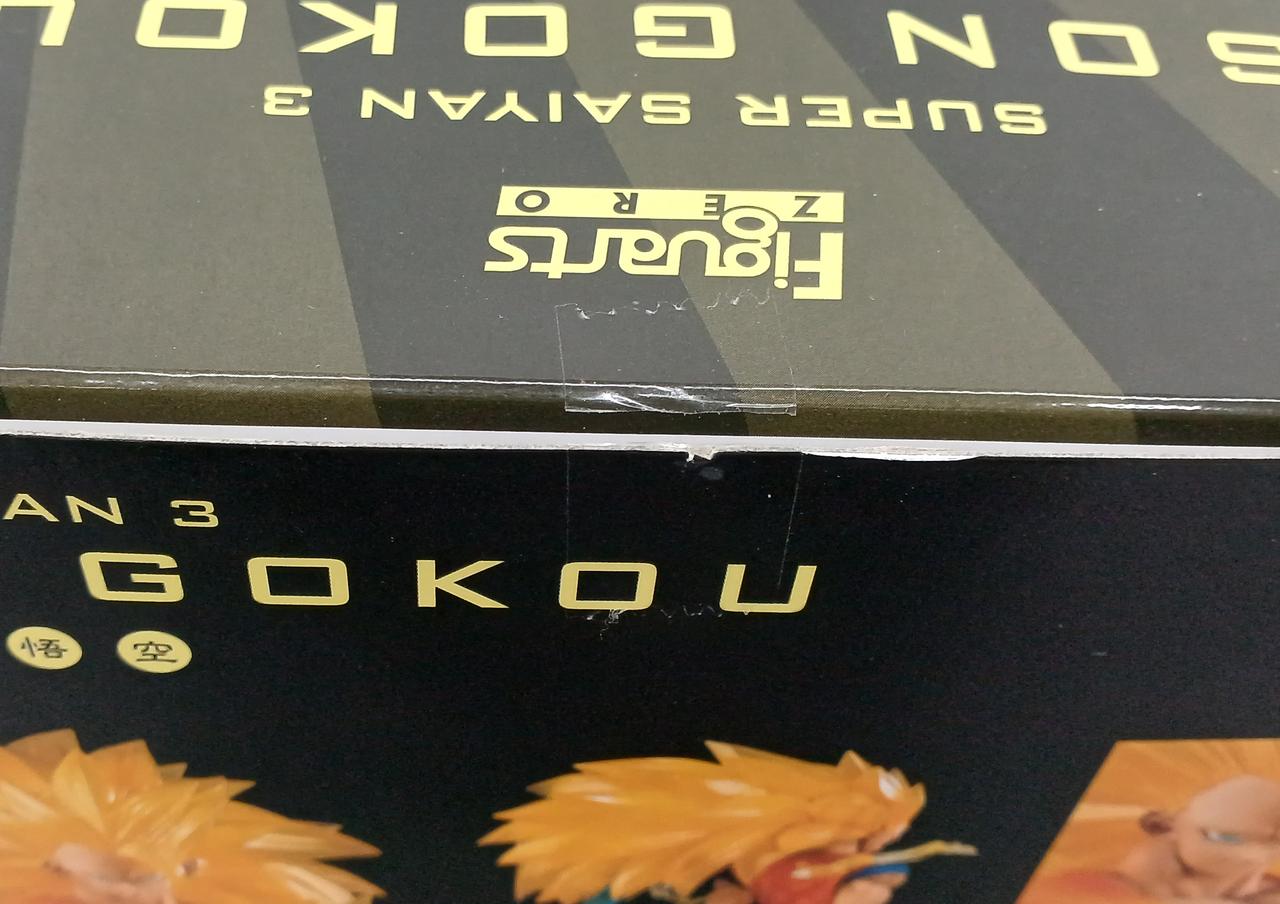 SON GOKOU
SUPER SAIYAN 3
Figuarts
ZERO
AN 3
GOKOU
悟空